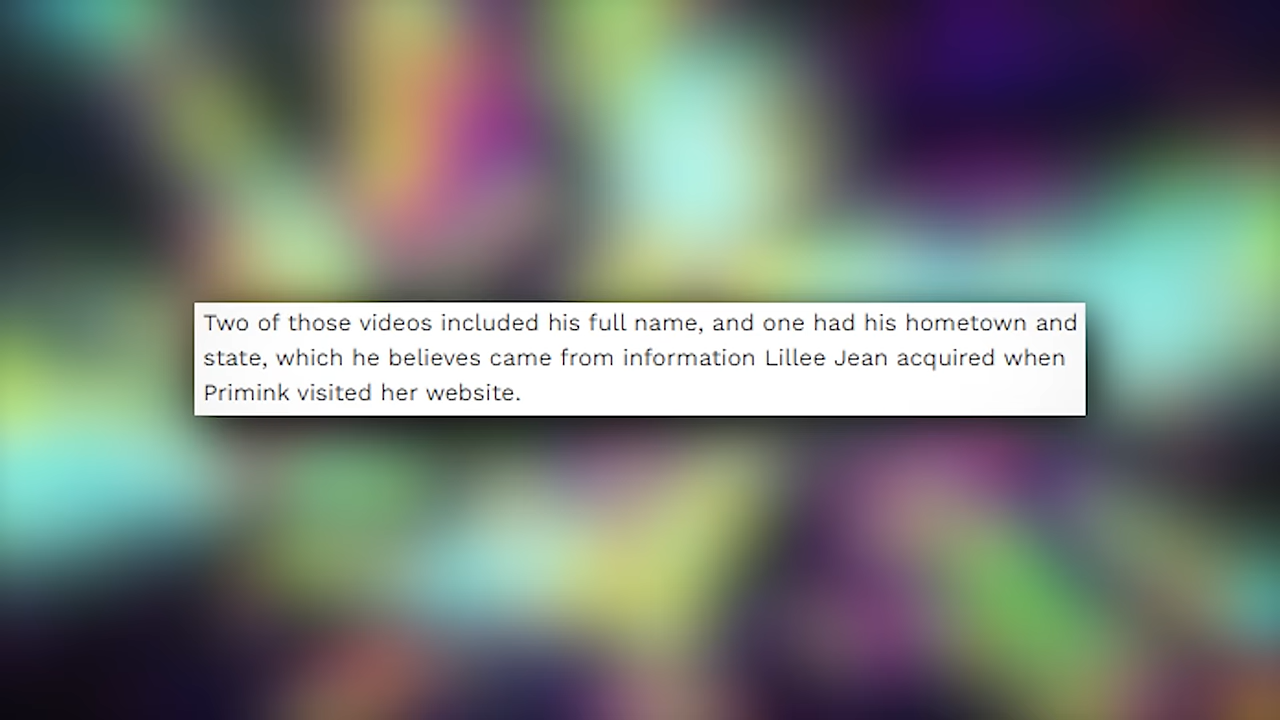 Two of those videos included his full name, and one had his hometown and
state, which he believes came from information Lillee Jean acquired when
Primink visited her website.